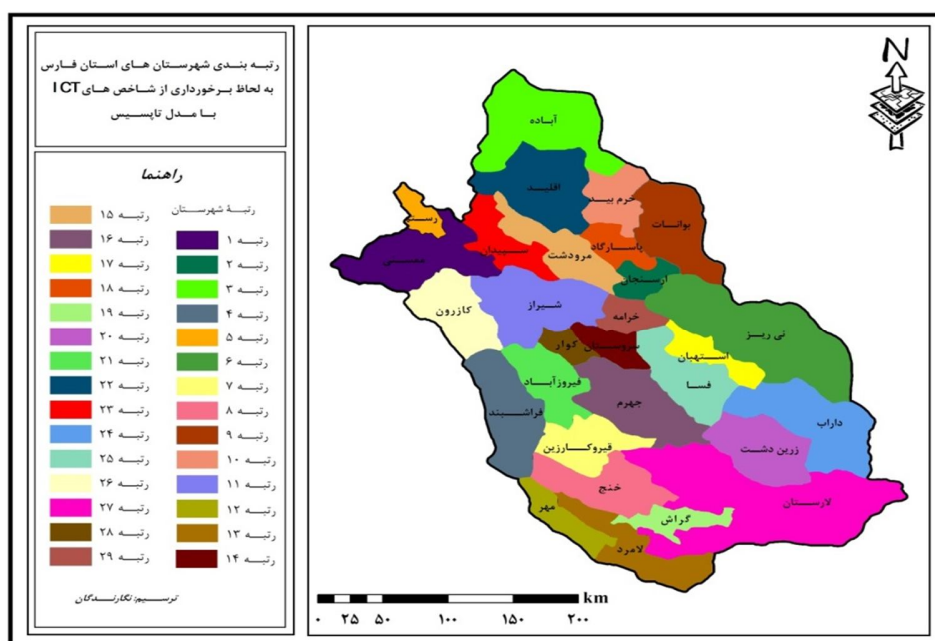 رتبه بندی شهرستان های استان فارس
به لحاظ برخورداری از شاخص های ICT
با مدل تاپسیس
راهنما
رتبهٔ شهرستان
رتبه ۱
رتبه ۲
رتبه ۳
رتبه ۴
رتبه ۵
رتبه ۶
رتبه ۷
رتبه ۸
رتبه ۹
رتبه ۱۰
رتبه ۱۱
رتبه ۱۲
رتبه ۱۳
رتبه ۱۴
رتبه ۱۵
رتبه ۱۶
رتبه ۱۷
رتبه ۱۸
رتبه ۱۹
رتبه ۲۰
رتبه ۲۱
رتبه ۲۲
رتبه ۲۳
رتبه ۲۴
رتبه ۲۵
رتبه ۲۶
رتبه ۲۷
رتبه ۲۸
رتبه ۲۹
ترسیم: نگارندگان
N
آباده
اقلید
خرم بید
بوانات
رستم
ممسنی
سپیدان
مرودشت
پاسارگاد
ارسنجان
کازرون
شیراز
خرامه
نی ریز
کوار
سروستان
استهبان
فسا
فیروزآباد
فراشبند
جهرم
داراب
زرین دشت
قیروکارزین
خنج
لارستان
گراش
مهر
لامرد
km
۰ ۲۵ ۵۰ ۱۰۰ ۱۵۰ ۲۰۰